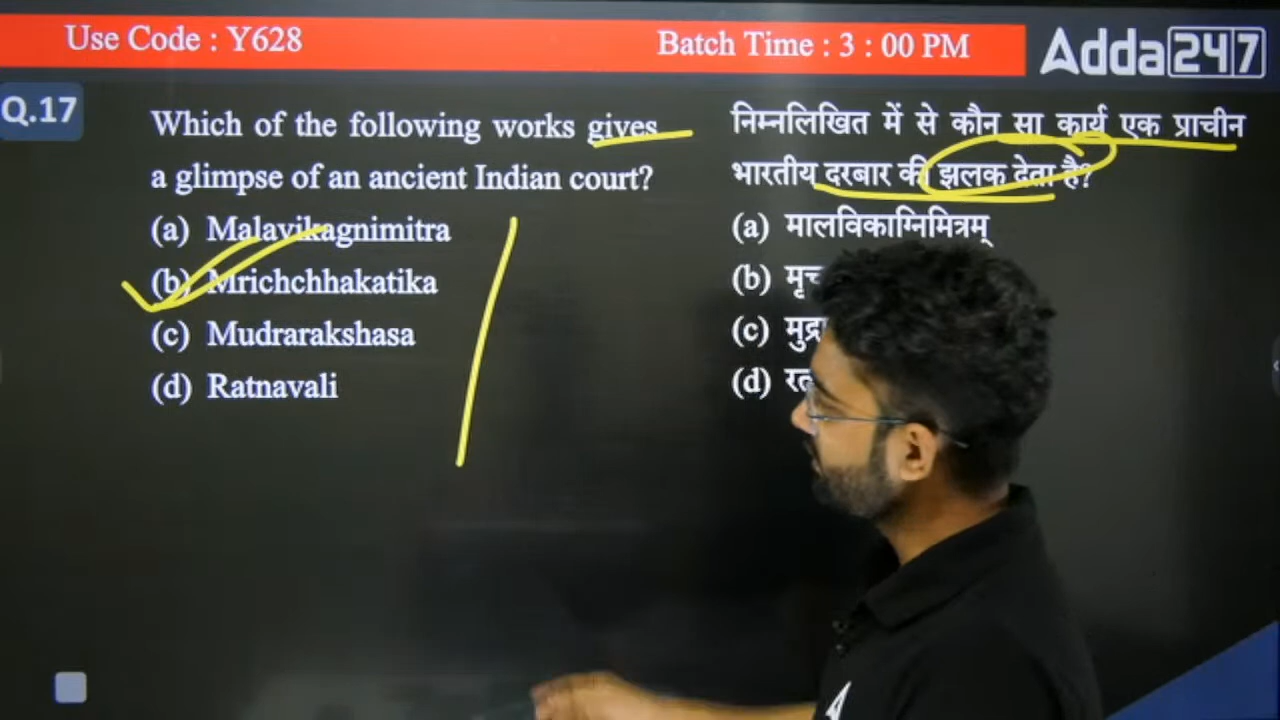 Use Code : Y628
Batch Time : 3 : 00 PM
Adda247
Q.17
Which of the following works gives
a glimpse of an ancient Indian court?
(a) Malavikagnimitra
(b) Mrichchhakatika
(c) Mudrarakshasa
(d) Ratnavali
निम्नलिखित में से कौन सा कार्य एक प्राचीन
भारतीय दरबार की झलक देता है?
(a) मालविकाग्निमित्रम्
(b)
(c)
(d)